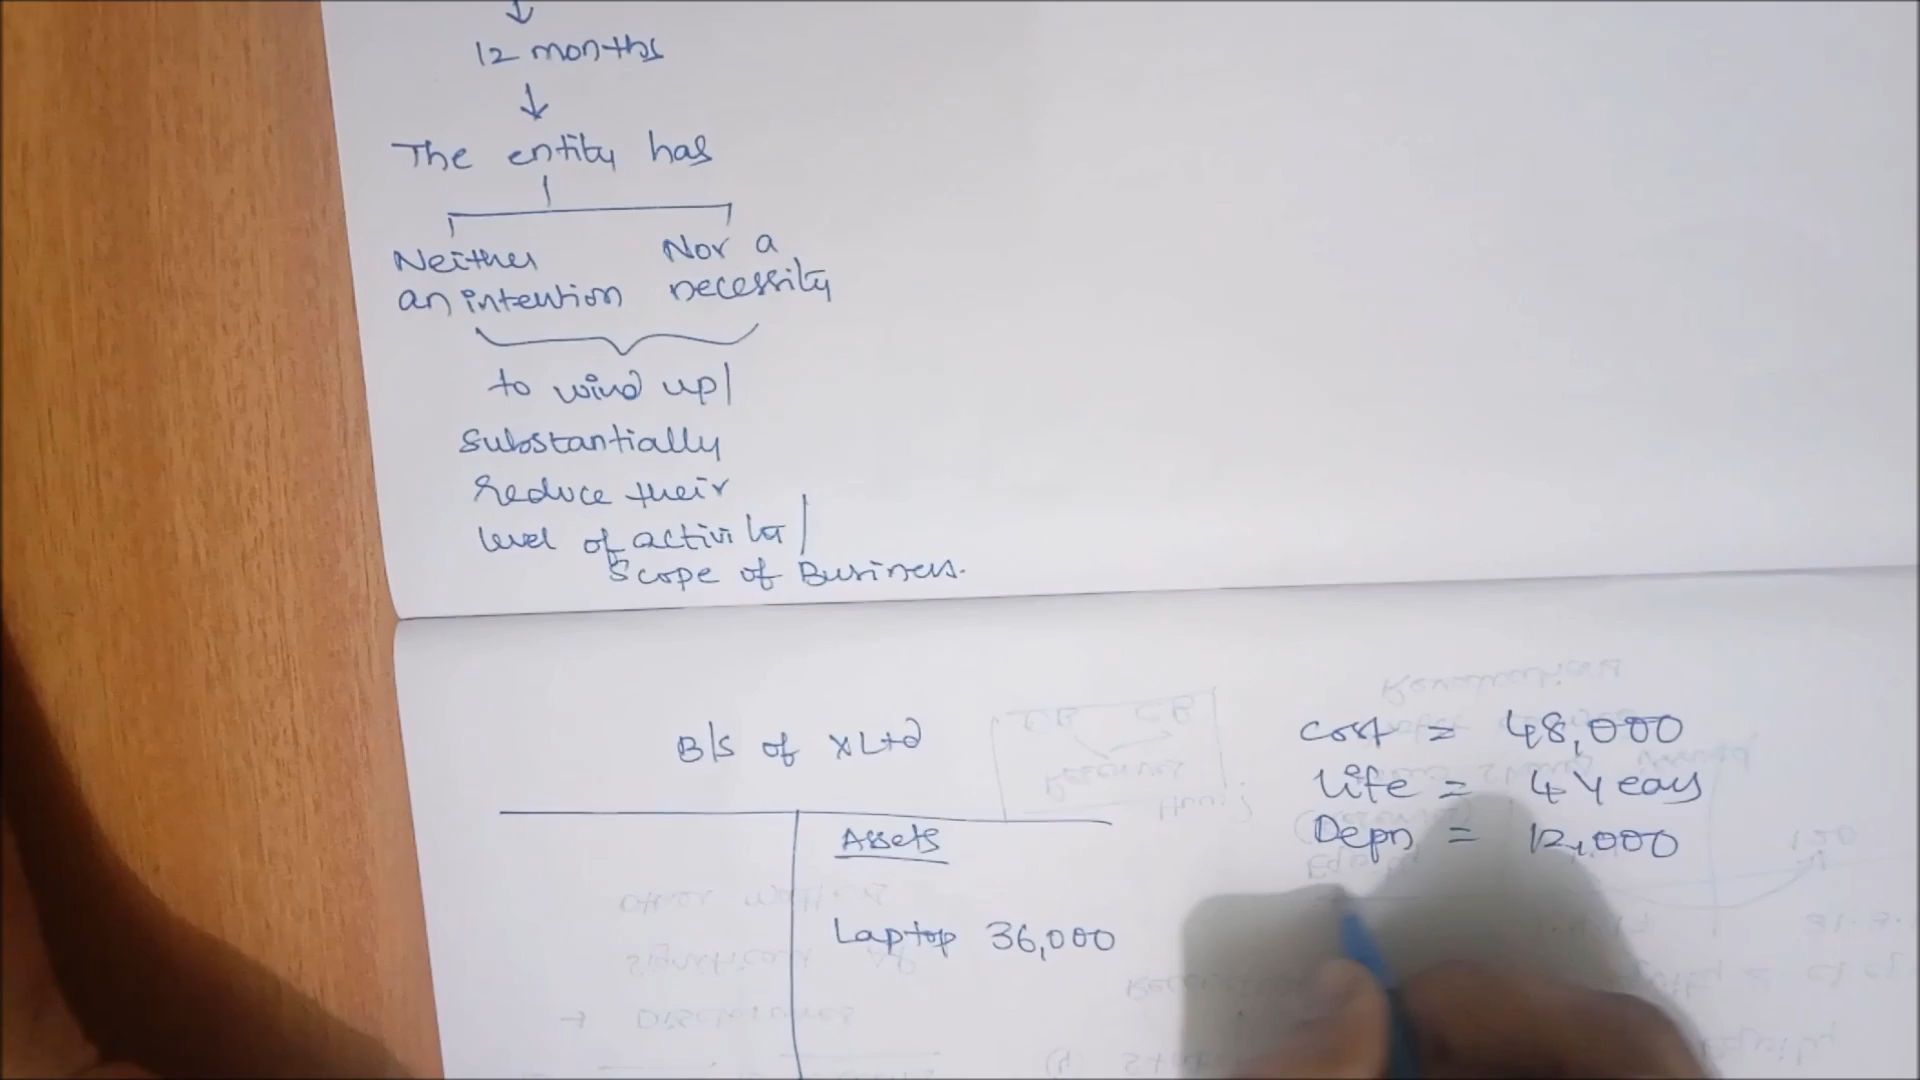 ↓
12 months
↓
The entity has
Neither
an intention
Nor a
necessity
to wind up/
substantially
reduce their
level of activity/
Scope of Business.
B/S of X Ltd
Assets
Laptop 36,000
Cost = 48,000
Life = 4 Years
Depn = 12,000